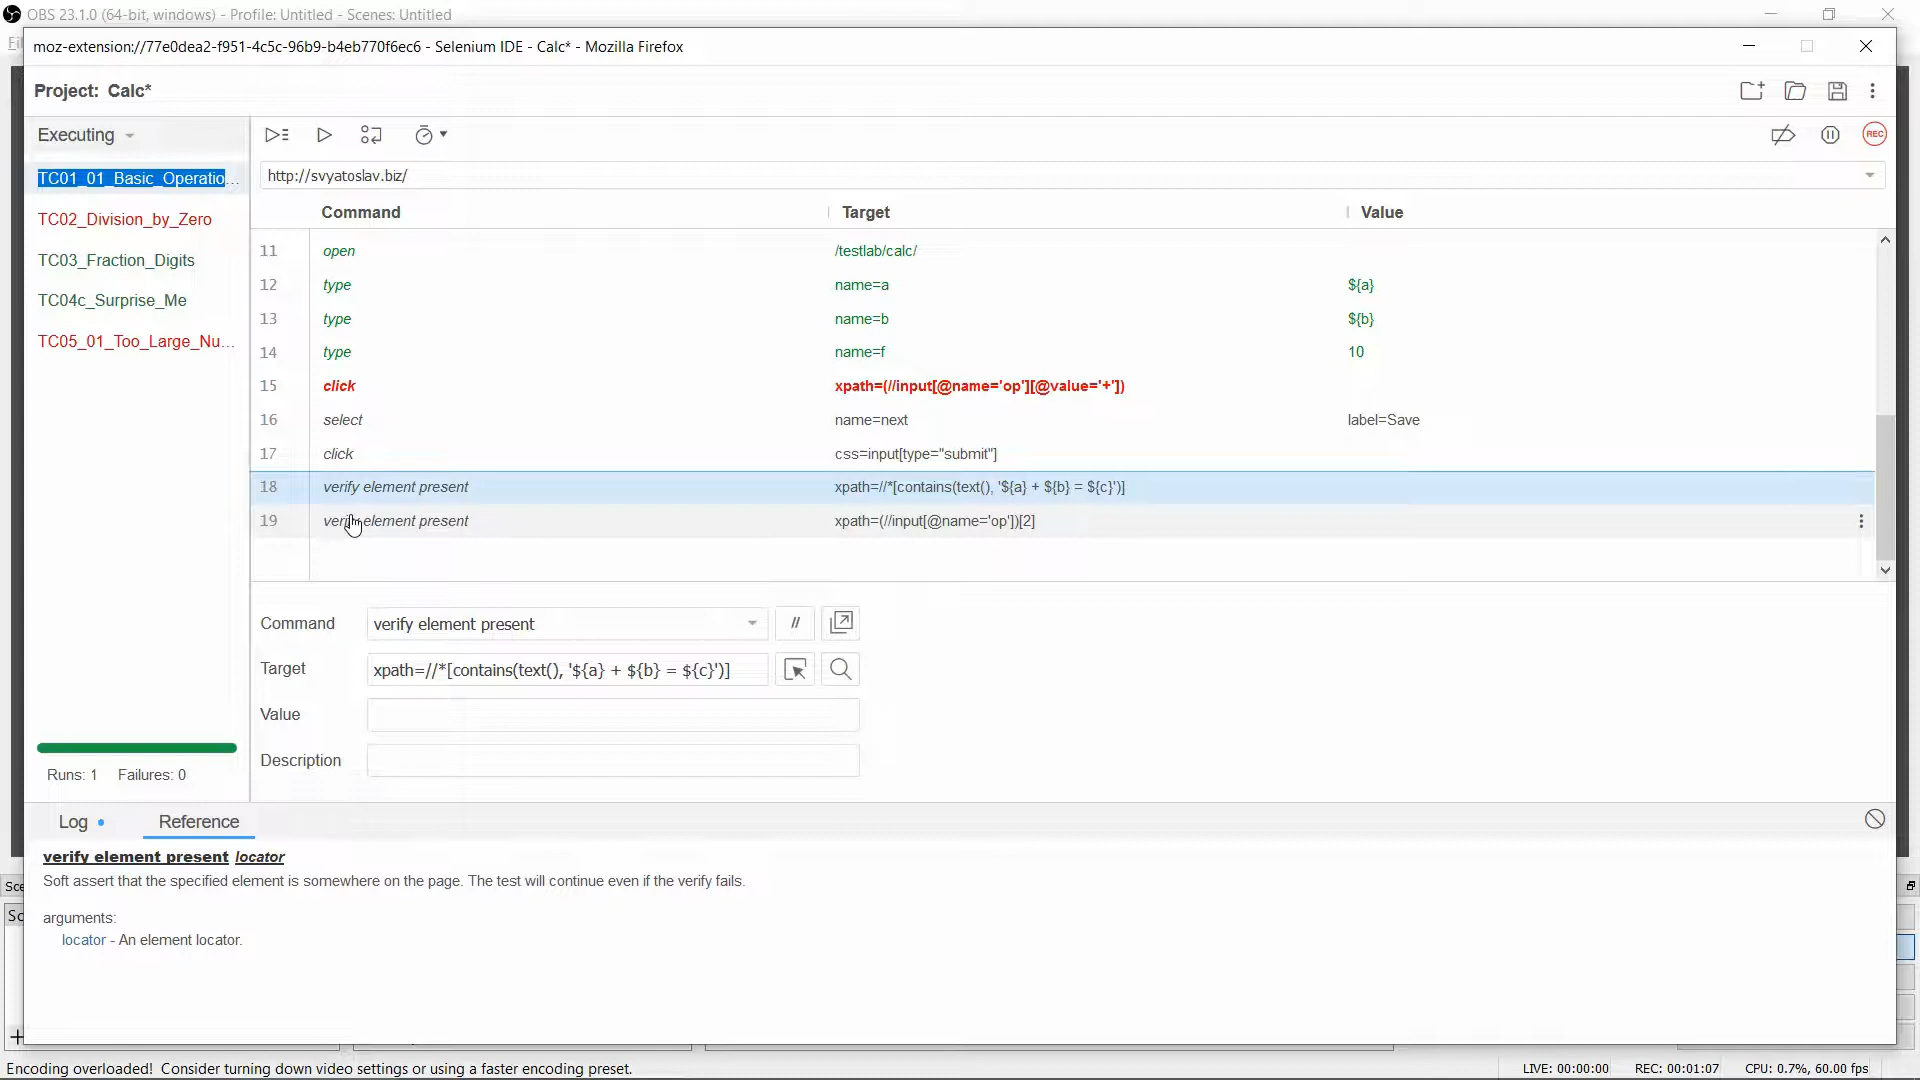 OBS 23.1.0 (64-bit, windows) - Profile: Untitled - Scenes: Untitled
moz-extension://77e0dea2-f951-4c5c-96b9-b4eb770f6ec6 - Selenium IDE - Calc* - Mozilla Firefox
Project: Calc*
Executing
REC
TC01_01_Basic_Operatio...
http://svyatoslav.biz/
TC02_Division_by_Zero
TC03_Fraction_Digits
TC04c_Surprise_Me
TC05_01_Too_Large_Nu...
Command Target Value
11 open /testlab/calc/
12 type name=a ${a}
13 type name=b ${b}
14 type name=f 10
15 click xpath=(//input[@name='op'][@value='+'])
16 select name=next label=Save
17 click css=input[type="submit"]
18 verify element present xpath=//*[contains(text(), '${a} + ${b} = ${c}')]
19 verify element present xpath=(//input[@name='op'])[2]
Command verify element present //
Target xpath=//*[contains(text(), '${a} + ${b} = ${c}')]
Value
Description
Runs: 1 Failures: 0
Log Reference
verify element present locator
Soft assert that the specified element is somewhere on the page. The test will continue even if the verify fails.
arguments:
locator - An element locator.
Encoding overloaded! Consider turning down video settings or using a faster encoding preset.
LIVE: 00:00:00 REC: 00:01:07 CPU: 0.7%, 60.00 fps